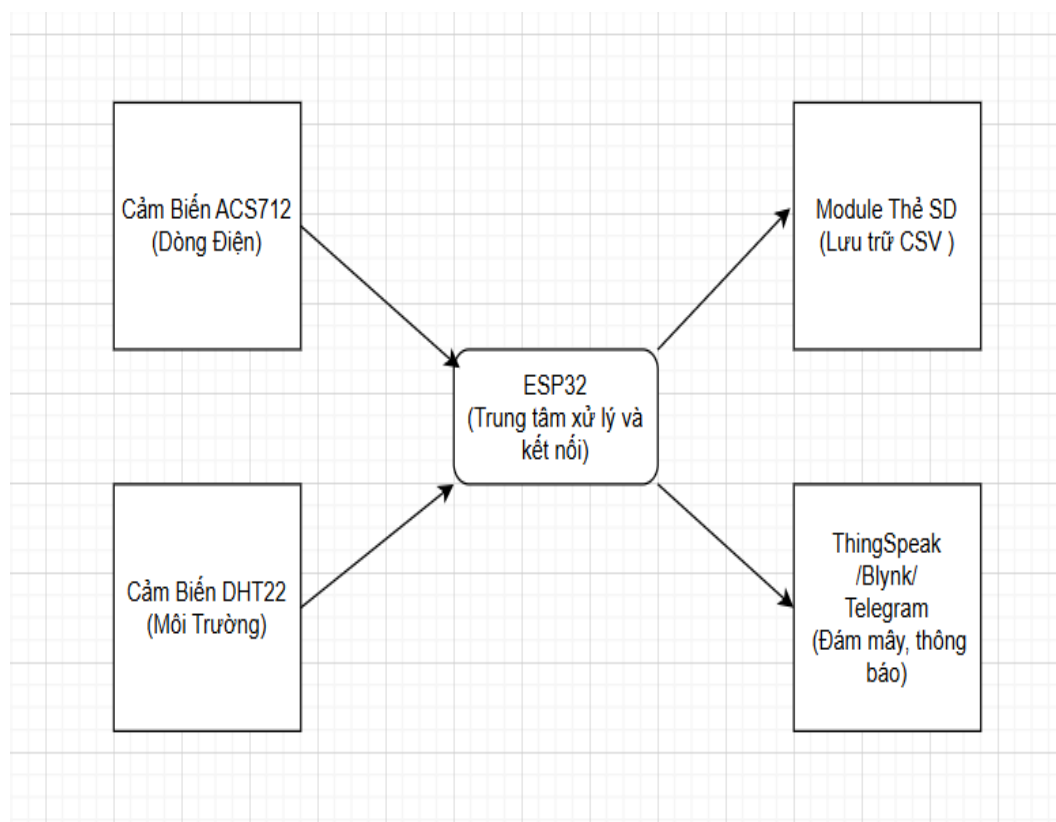 Cảm Biến ACS712
(Dòng Điện)
Module Thẻ SD
(Lưu trữ CSV )
ESP32
(Trung tâm xử lý và
kết nối)
Cảm Biến DHT22
(Môi Trường)
ThingSpeak
/Blynk/
Telegram
(Đám mây, thông
báo)